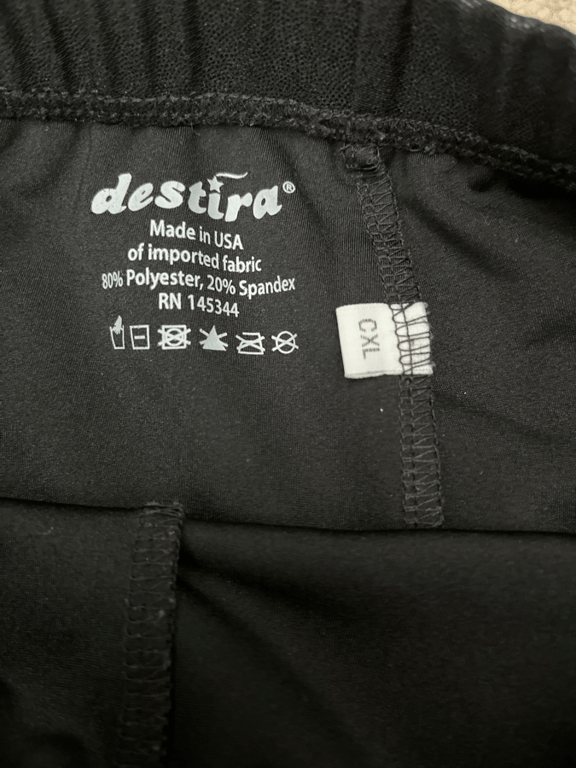 destira®
Made in USA
of imported fabric
80% Polyester, 20% Spandex
RN 145344
CXL